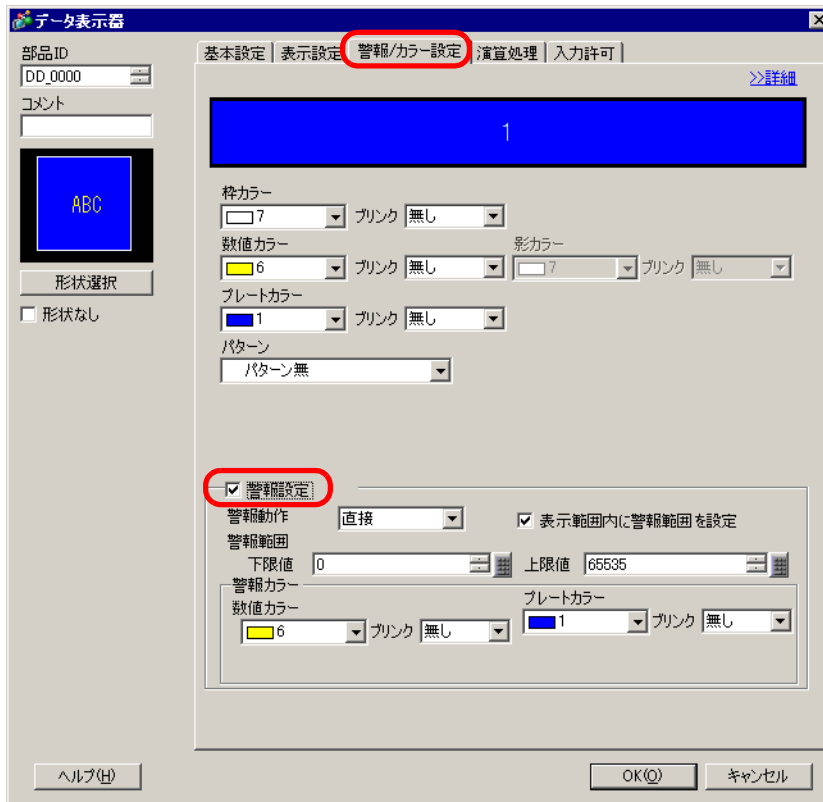 データ表示器
部品ID
DD_0000
コメント
ABC
形状選択
形状なし
基本設定 表示設定 警報/カラー設定 演算処理 入力許可
>>詳細
1
枠カラー
7 ブリンク 無し
数値カラー 影カラー
6 ブリンク 無し 7 ブリンク 無し
プレートカラー
1 ブリンク 無し
パターン
パターン無
警報設定
警報動作 直接 表示範囲内に警報範囲を設定
警報範囲
下限値 0 上限値 65535
警報カラー
数値カラー プレートカラー
6 ブリンク 無し 1 ブリンク 無し
ヘルプ(H) OK(O) キャンセル